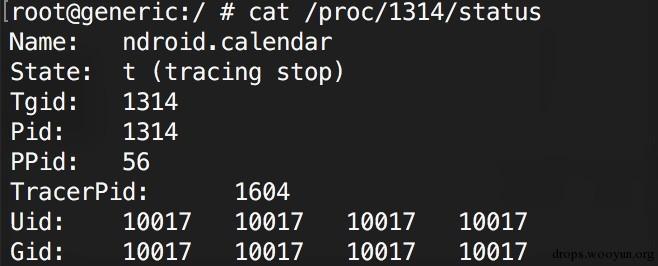 [root@generic:/ # cat /proc/1314/status
Name:   ndroid.calendar
State:  t (tracing stop)
Tgid:   1314
Pid:    1314
PPid:   56
TracerPid:      1604
Uid:    10017   10017   10017   10017
Gid:    10017   10017   10017   10017
drops.wooyun.org